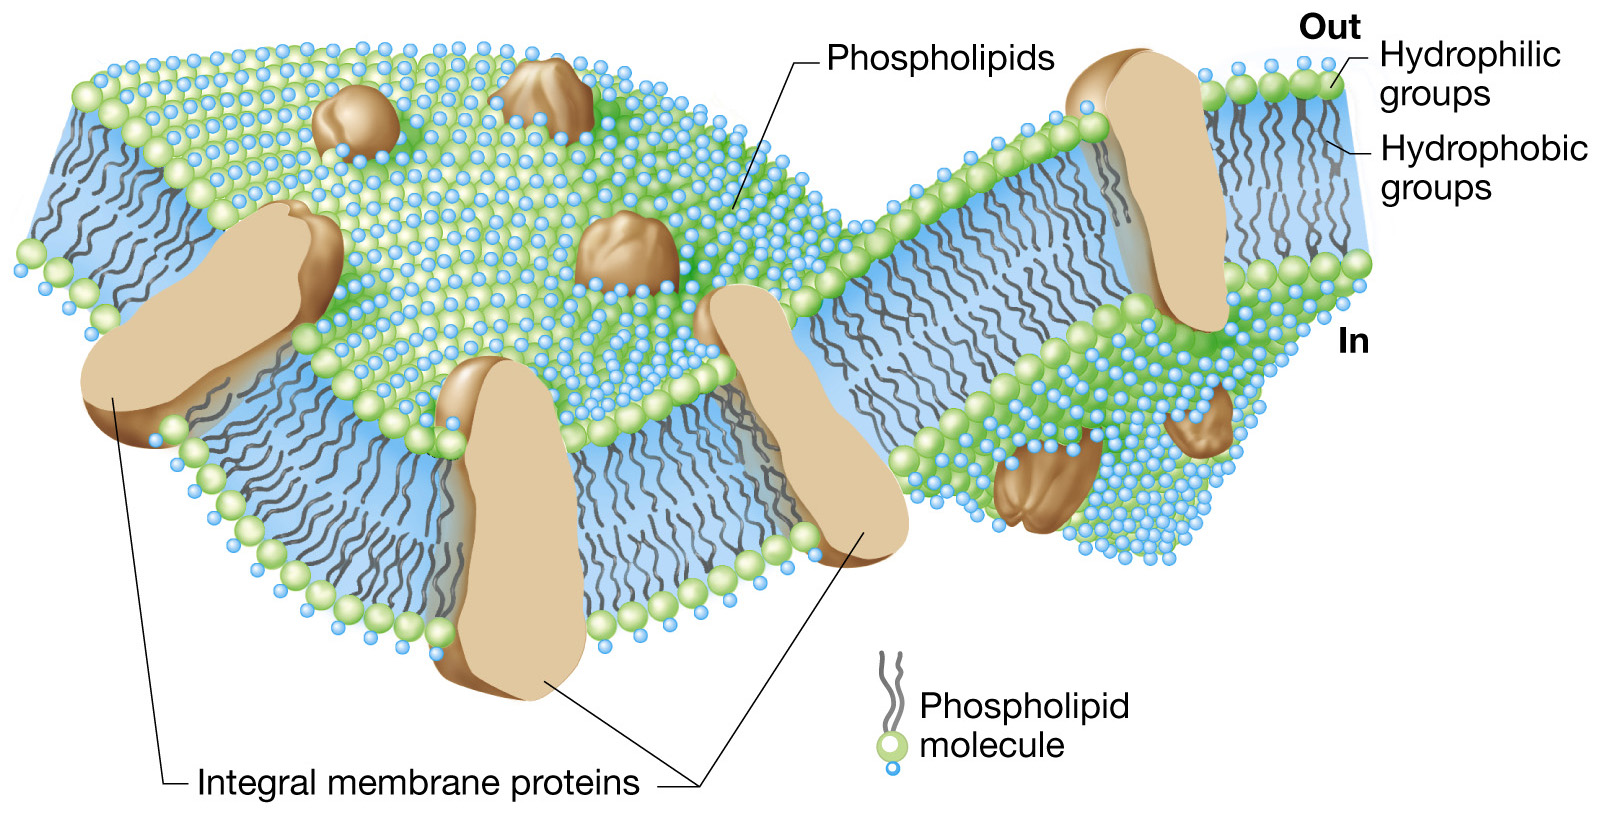 Out
Phospholipids
Hydrophilic
groups
Hydrophobic
groups
In
Phospholipid
molecule
Integral membrane proteins